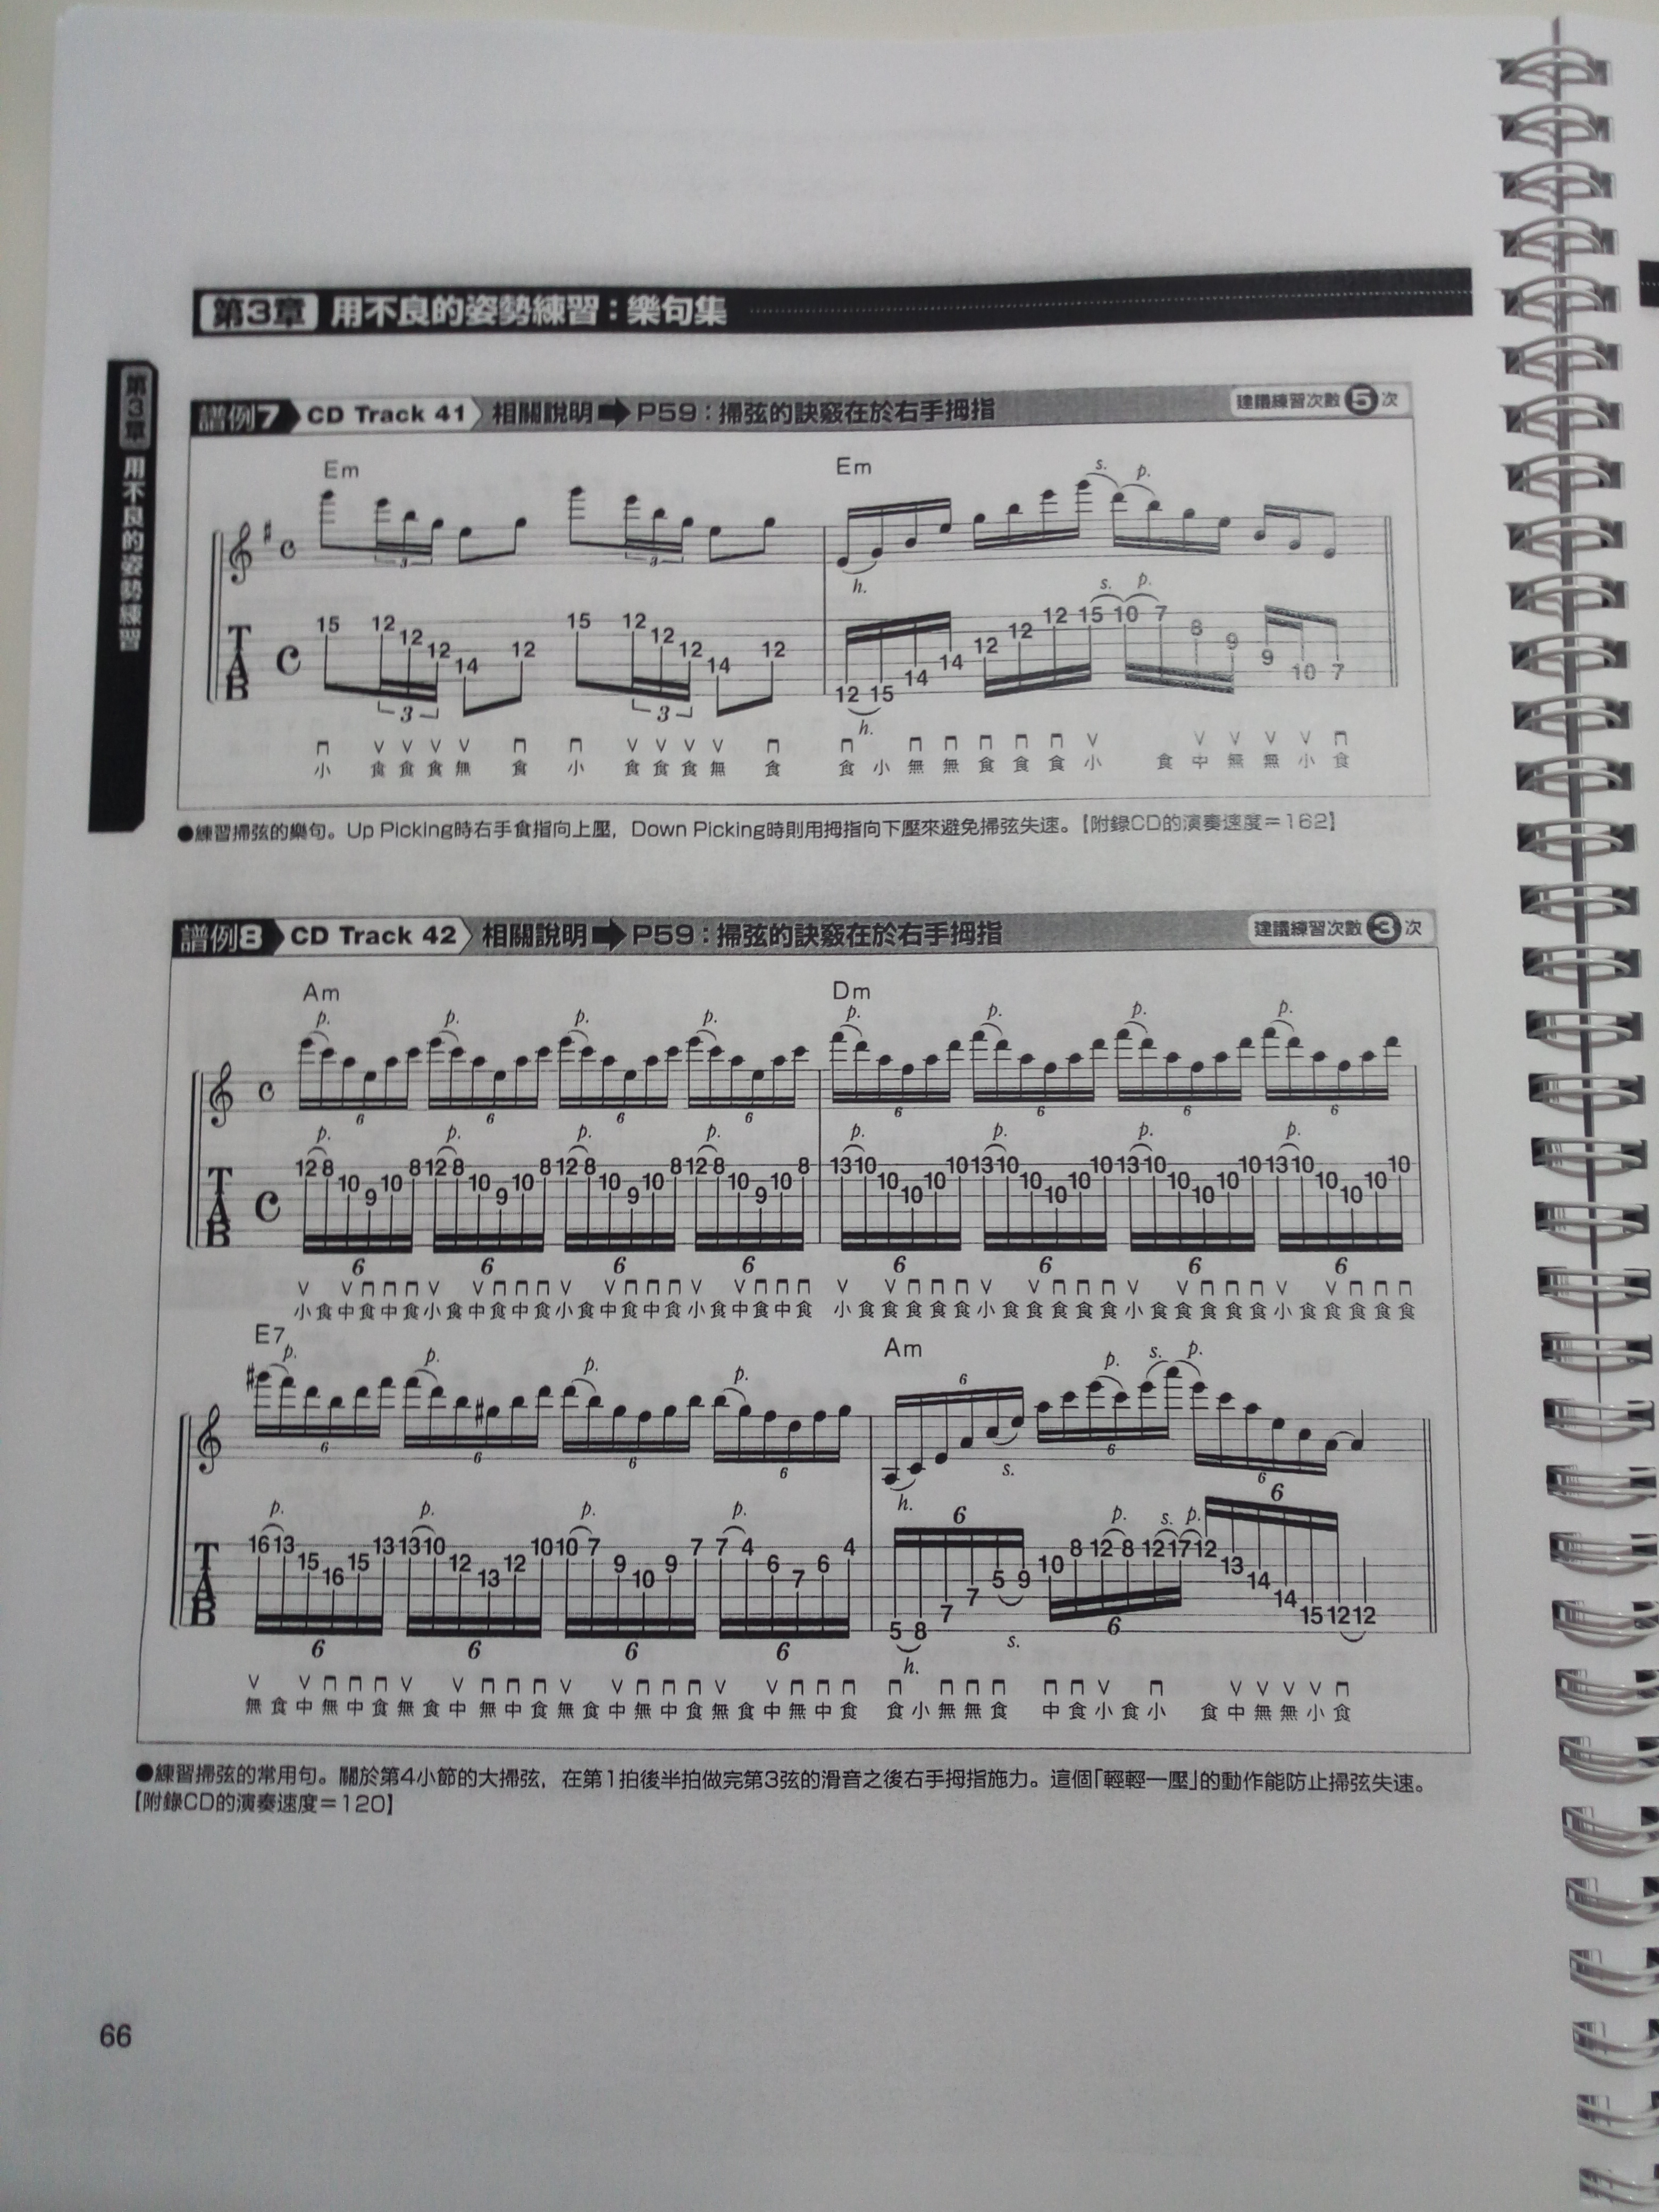 第3章 用不良的姿勢練習：樂句集
第3章 用不良的姿勢練習
譜例7 CD Track 41 相關說明➡P59：掃弦的訣竅在於右手拇指 建議練習次數5次
Em Em
s. p.
C
3 3
h.
s. p.
TAB C 15 12 12 12 14 12 15 12 12 12 14 12 12 15 14 14 12 12 12 15 10 7 8 9 9 10 7
3 3
h.
V V V V V V V V V V V V V
小 食 食 食 無 食 小 食 食 食 無 食 食 小 無 無 食 食 食 小 食 中 無 無 小 食
●練習掃弦的樂句。Up Picking時右手食指向上壓，Down Picking時則用拇指向下壓來避免掃弦失速。【附錄CD的演奏速度＝162】
譜例8 CD Track 42 相關說明➡P59：掃弦的訣竅在於右手拇指 建議練習次數3次
Am Dm
p. p. p. p. p. p. p. p.
C
6 6 6 6 6 6 6 6
p. p. p. p. p. p. p. p.
TAB C 12 8 10 9 10 8 12 8 10 9 10 8 12 8 10 9 10 8 12 8 10 9 10 8 13 10 10 10 10 10 13 10 10 10 10 10 13 10 10 10 10 10 13 10 10 10 10 10
6 6 6 6 6 6 6 6
V V V V V V V V V V V V V V V V
小 食 中 食 中 食 小 食 中 食 中 食 小 食 中 食 中 食 小 食 中 食 中 食 小 食 食 食 食 食 小 食 食 食 食 食 小 食 食 食 食 食 小 食 食 食 食 食
E7 Am
p. p. p. p. p. s. p.
6 6 6 6 6 6 6
h. s.
p. p. p. p. 6 p. s. p. 6
TAB 16 13 15 16 15 13 13 10 12 13 12 10 10 7 9 10 9 7 7 4 6 7 6 4 5 8 7 7 5 9 10 8 12 8 12 17 12 13 14 14 15 12 12
6 6 6 6 h. s. 6
V V V V V V V V V V V V V
無 食 中 無 中 食 無 食 中 無 中 食 無 食 中 無 中 食 無 食 中 無 中 食 食 小 無 無 食 中 食 小 食 小 食 中 無 無 小 食
●練習掃弦的常用句。關於第4小節的大掃弦，在第1拍後半拍做完第3弦的滑音之後右手拇指施力。這個「輕輕一壓」的動作能防止掃弦失速。
【附錄CD的演奏速度＝120】
66